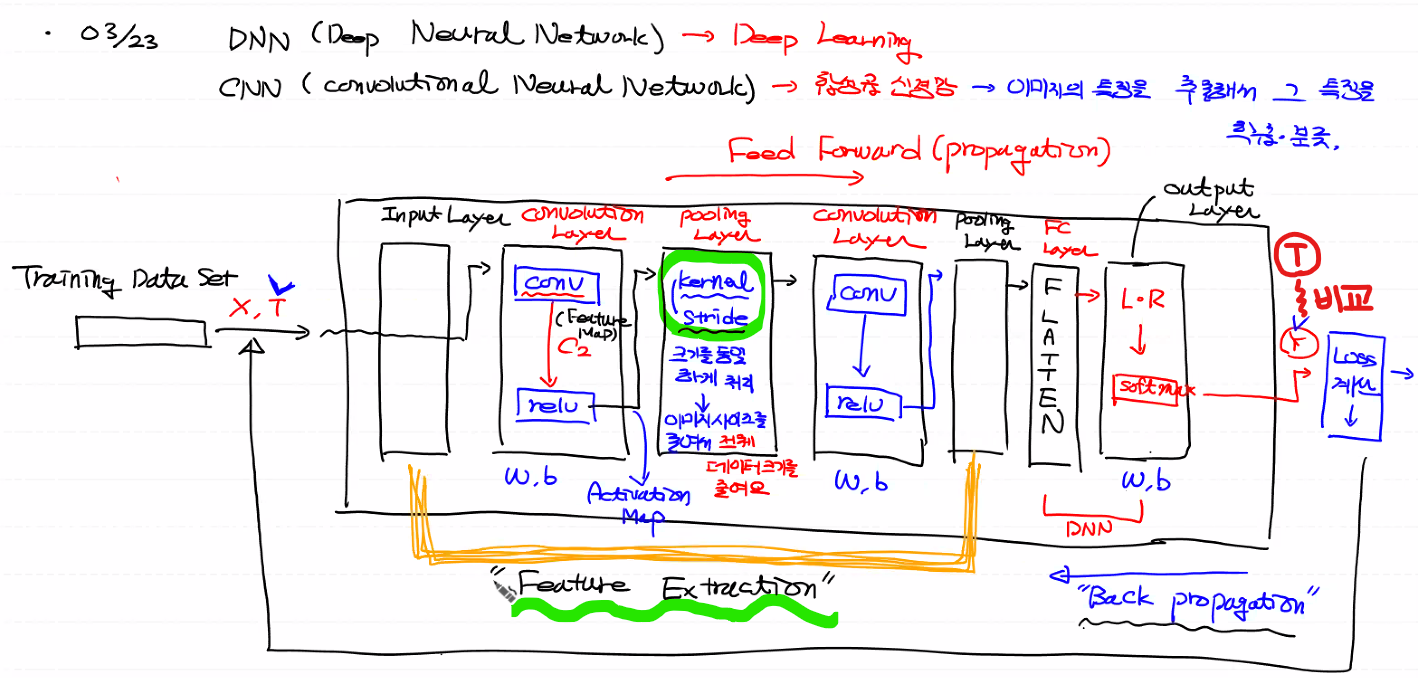 · 03/23 DNN (Deep Neural Network) → Deep Learning
CNN (convolutional Neural Network) → 합성곱 신경망 → 이미지의 특징을 추출해서 그 특징을
학습·분류.
Feed Forward (propagation)
output
Layer
Input Layer
convolution
Layer
pooling
Layer
convolution
Layer
pooling
Layer
FC
Layer
T
비교
Training Data Set
X, T
conv
(Feature
Map)
C2
relu
kernel
stride
크기를 동일
하게 처리
↓
이미지사이즈를
줄여서 전체
데이터크기를
줄여요
conv
relu
FLATTEN
L.R
softmax
Loss
계산
W, b
Activation
Map
W, b
W, b
DNN
"Feature Extraction"
"Back propagation"